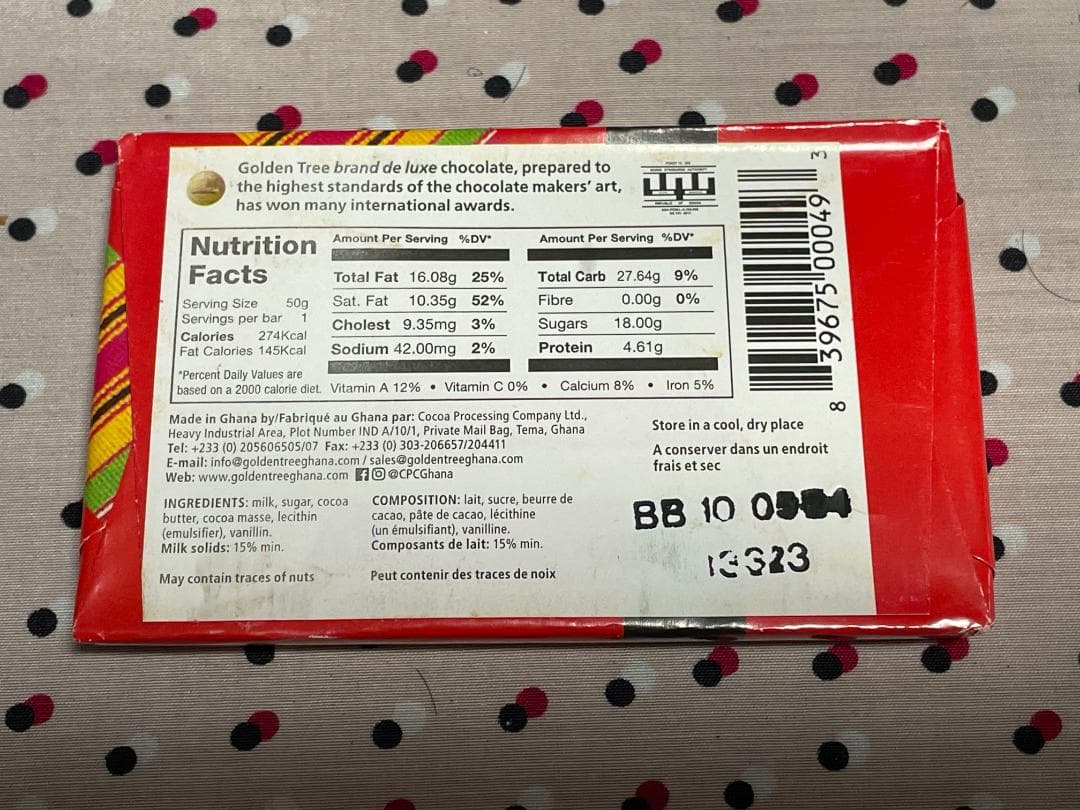 Golden Tree brand de luxe chocolate, prepared to
the highest standards of the chocolate makers' art,
has won many international awards.
Nutrition
Facts
Serving Size 50g
Servings per bar 1
Calories 274Kcal
Fat Calories 145Kcal
*Percent Daily Values are
based on a 2000 calorie diet.
Amount Per Serving %DV*
Total Fat 16.08g 25%
Sat. Fat 10.35g 52%
Cholest 9.35mg 3%
Sodium 42.00mg 2%
Amount Per Serving %DV*
Total Carb 27.64g 9%
Fibre 0.00g 0%
Sugars 18.00g
Protein 4.61g
Vitamin A 12% • Vitamin C 0% • Calcium 8% • Iron 5%
8 39675 00049 3
Made in Ghana by/Fabriqué au Ghana par: Cocoa Processing Company Ltd.,
Heavy Industrial Area, Plot Number IND A/10/1, Private Mail Bag, Tema, Ghana
Tel: +233 (0) 205606505/07 Fax: +233 (0) 303-206657/204411
E-mail: info@goldentreeghana.com / sales@goldentreeghana.com
Web: www.goldentreeghana.com @CPCGhana
INGREDIENTS: milk, sugar, cocoa
butter, cocoa masse, lecithin
(emulsifier), vanillin.
Milk solids: 15% min.
May contain traces of nuts
COMPOSITION: lait, sucre, beurre de
cacao, pâte de cacao, lécithine
(un émulsifiant), vanilline.
Composants de lait: 15% min.
Peut contenir des traces de noix
Store in a cool, dry place
A conserver dans un endroit
frais et sec
BB 10